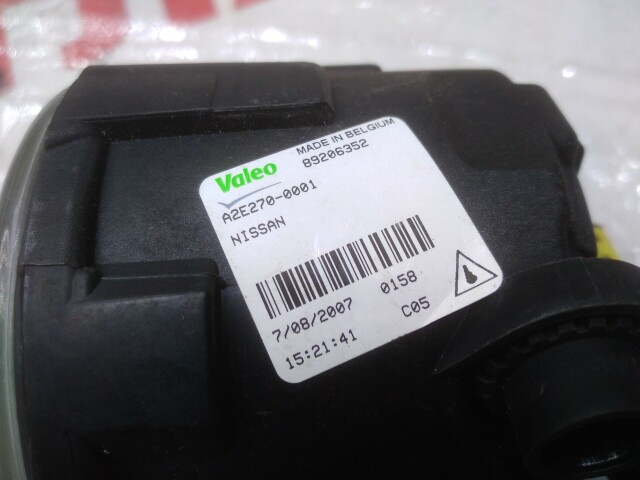 MADE IN BELGIUM
Valeo 89206352
A2E270-0001
NISSAN
7/08/2007 0158
15:21:41 C05